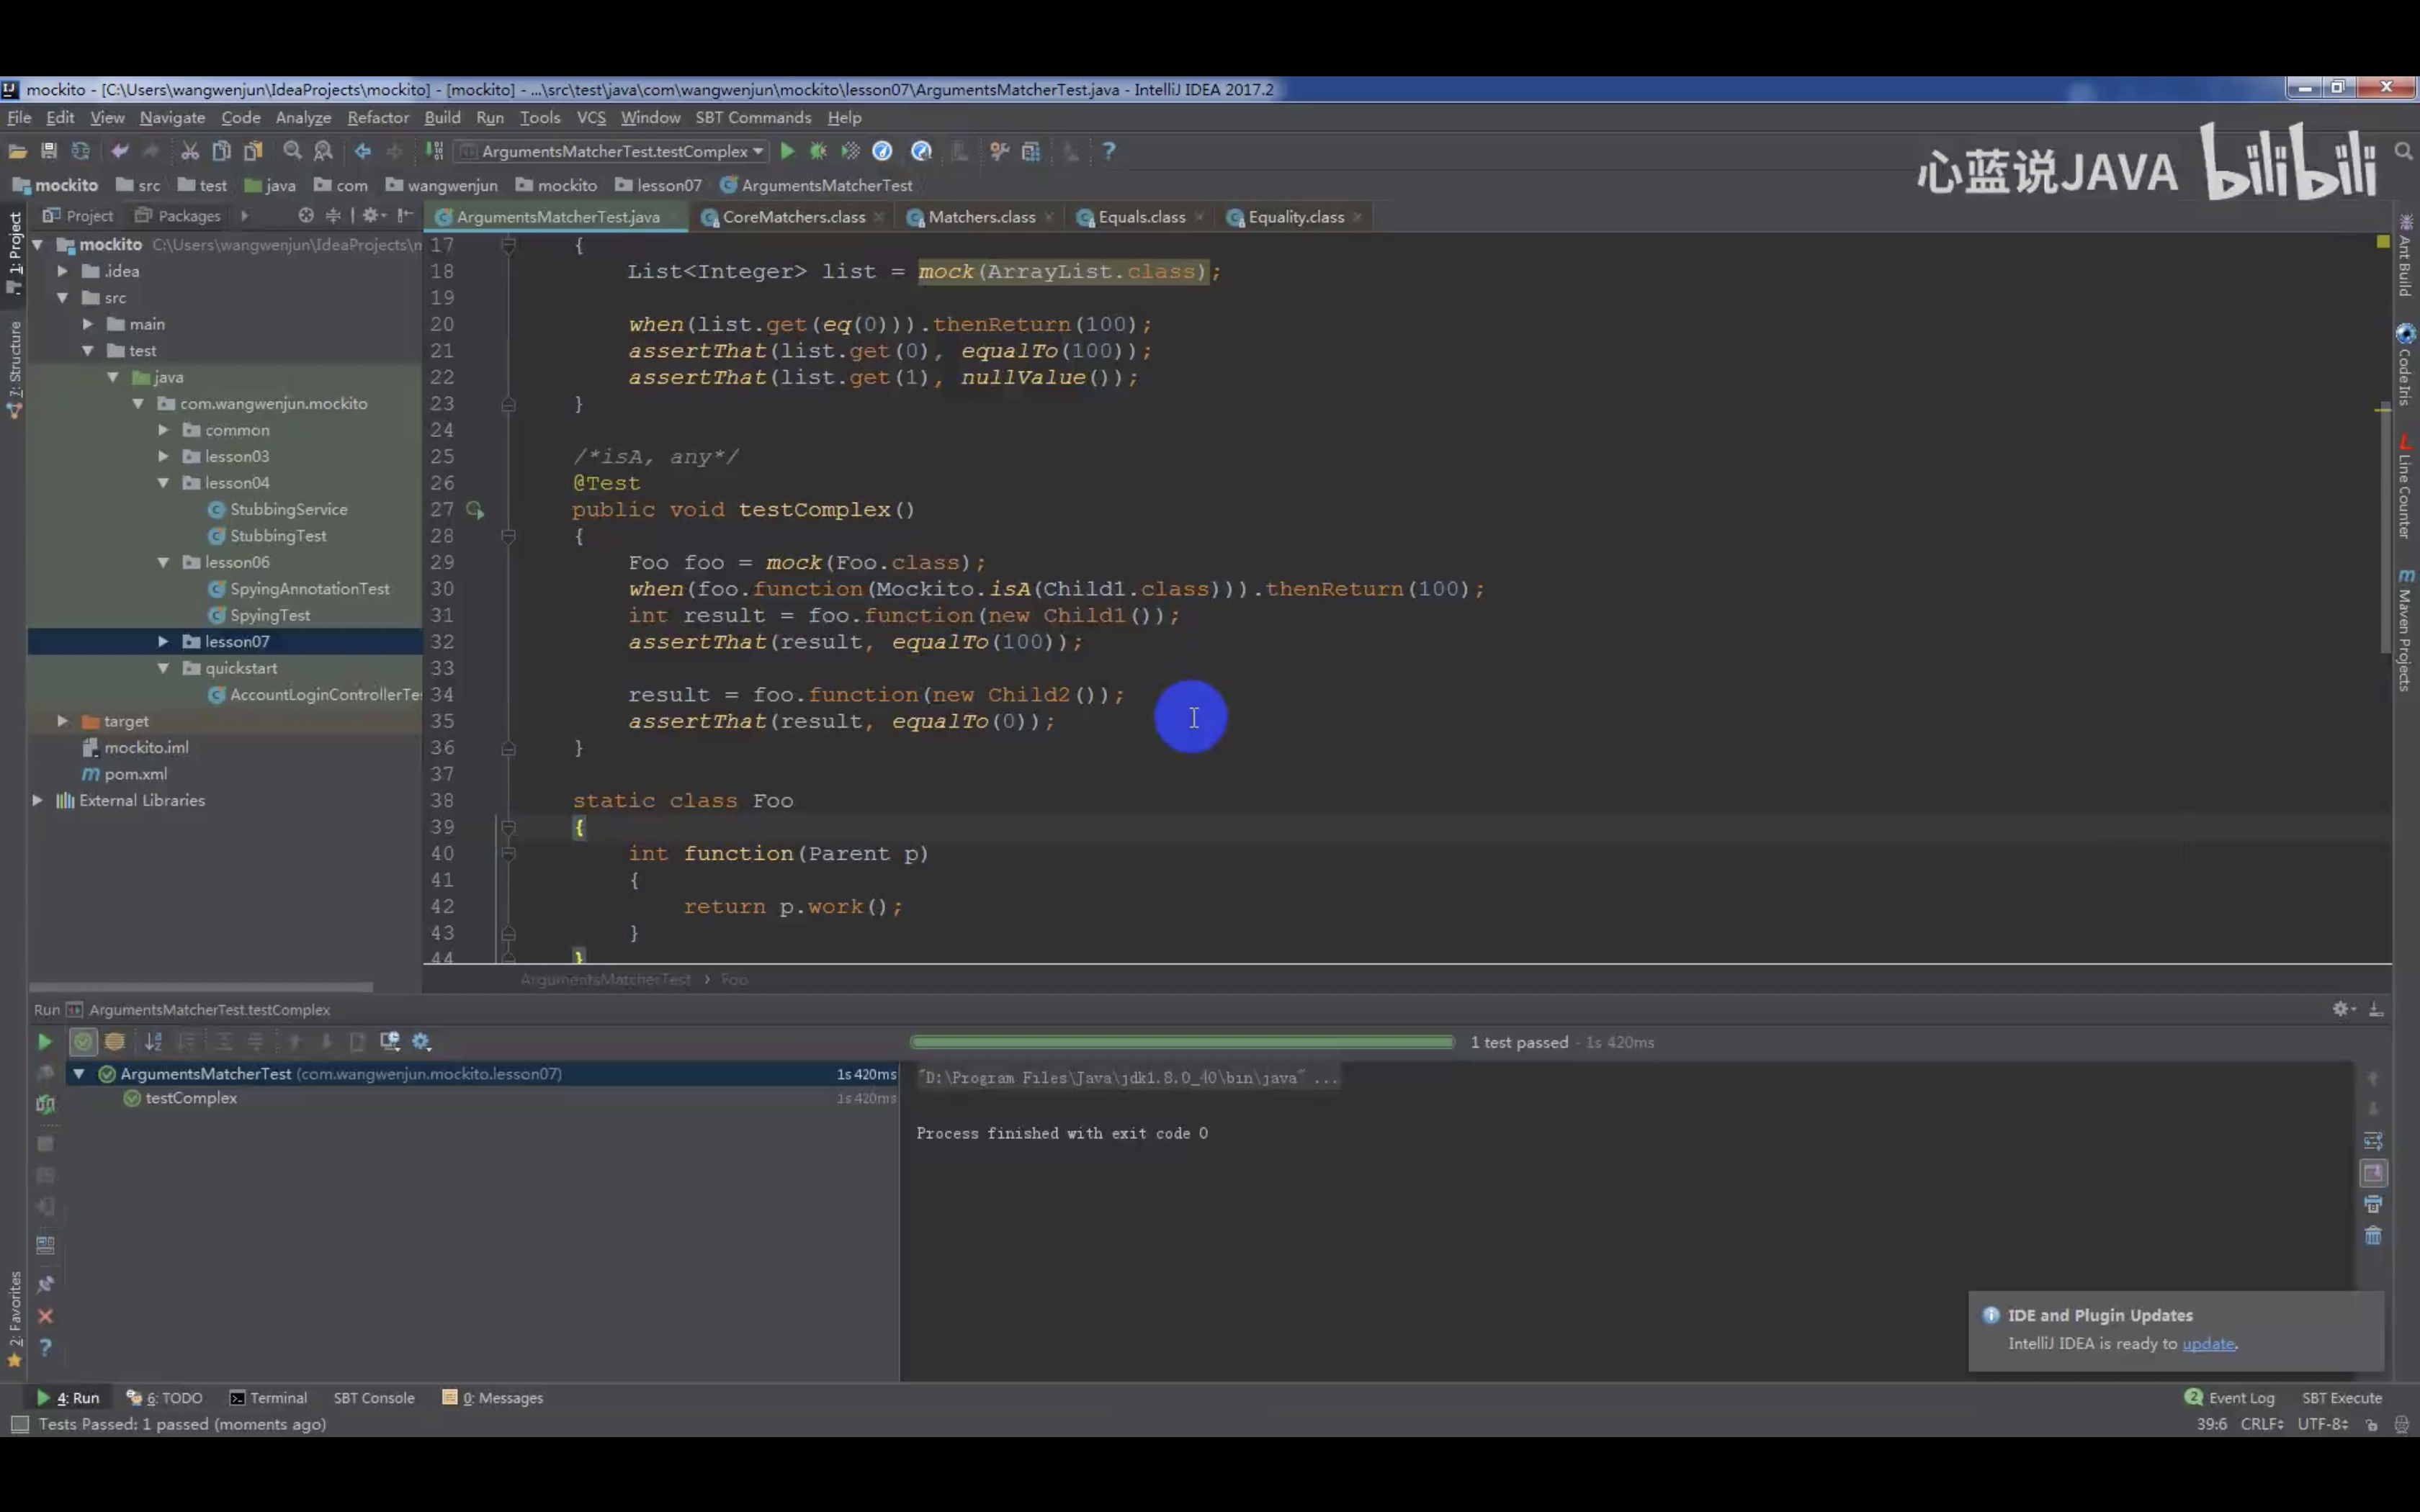 mockito - [C:\Users\wangwenjun\IdeaProjects\mockito] - [mockito] - ...\src\test\java\com\wangwenjun\mockito\lesson07\ArgumentsMatcherTest.java - IntelliJ IDEA 2017.2
File Edit View Navigate Code Analyze Refactor Build Run Tools VCS Window SBT Commands Help
ArgumentsMatcherTest.testComplex
心蓝说JAVA bilibili
mockito src test java com wangwenjun mockito lesson07 ArgumentsMatcherTest
Project Packages
ArgumentsMatcherTest.java CoreMatchers.class Matchers.class Equals.class Equality.class
1: Project
7: Structure
2: Favorites
mockito C:\Users\wangwenjun\IdeaProjects\m
.idea
src
main
test
java
com.wangwenjun.mockito
common
lesson03
lesson04
StubbingService
StubbingTest
lesson06
SpyingAnnotationTest
SpyingTest
lesson07
quickstart
AccountLoginControllerTes
target
mockito.iml
pom.xml
External Libraries
17 {
18 List<Integer> list = mock(ArrayList.class);
19
20 when(list.get(eq(0))).thenReturn(100);
21 assertThat(list.get(0), equalTo(100));
22 assertThat(list.get(1), nullValue());
23 }
24
25 /*isA, any*/
26 @Test
27 public void testComplex()
28 {
29 Foo foo = mock(Foo.class);
30 when(foo.function(Mockito.isA(Child1.class))).thenReturn(100);
31 int result = foo.function(new Child1());
32 assertThat(result, equalTo(100));
33
34 result = foo.function(new Child2());
35 assertThat(result, equalTo(0));
36 }
37
38 static class Foo
39 {
40 int function(Parent p)
41 {
42 return p.work();
43 }
44 }
ArgumentsMatcherTest › Foo
Ant Build
Code Iris
Line Counter
Maven Projects
Run ArgumentsMatcherTest.testComplex
1 test passed - 1s 420ms
ArgumentsMatcherTest (com.wangwenjun.mockito.lesson07) 1s 420ms
testComplex 1s 420ms
"D:\Program Files\Java\jdk1.8.0_40\bin\java" ...
Process finished with exit code 0
IDE and Plugin Updates
IntelliJ IDEA is ready to update.
4: Run 6: TODO Terminal SBT Console 0: Messages
2 Event Log SBT Execute
Tests Passed: 1 passed (moments ago)
39:6 CRLF UTF-8